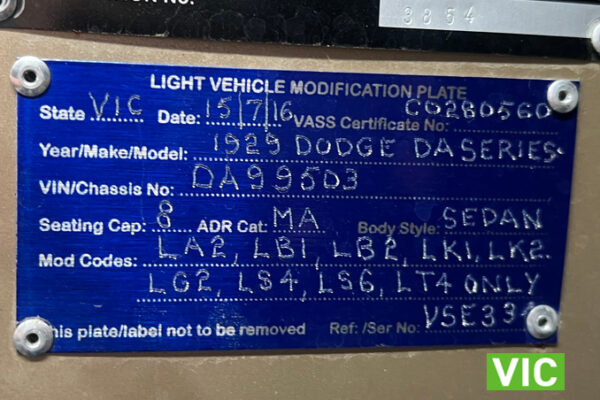 3854
LIGHT VEHICLE MODIFICATION PLATE
State VIC Date: 15/7/16 VASS Certificate No: CO280560
Year/Make/Model: 1929 DODGE DA SERIES
VIN/Chassis No: DA99503
Seating Cap: 8 ADR Cat: MA Body Style: SEDAN
Mod Codes: LA2, LB1, LB2, LK1, LK2.
LG2, LS4, LS6, LT4 ONLY
This plate/label not to be removed Ref: /Ser No:
VIC